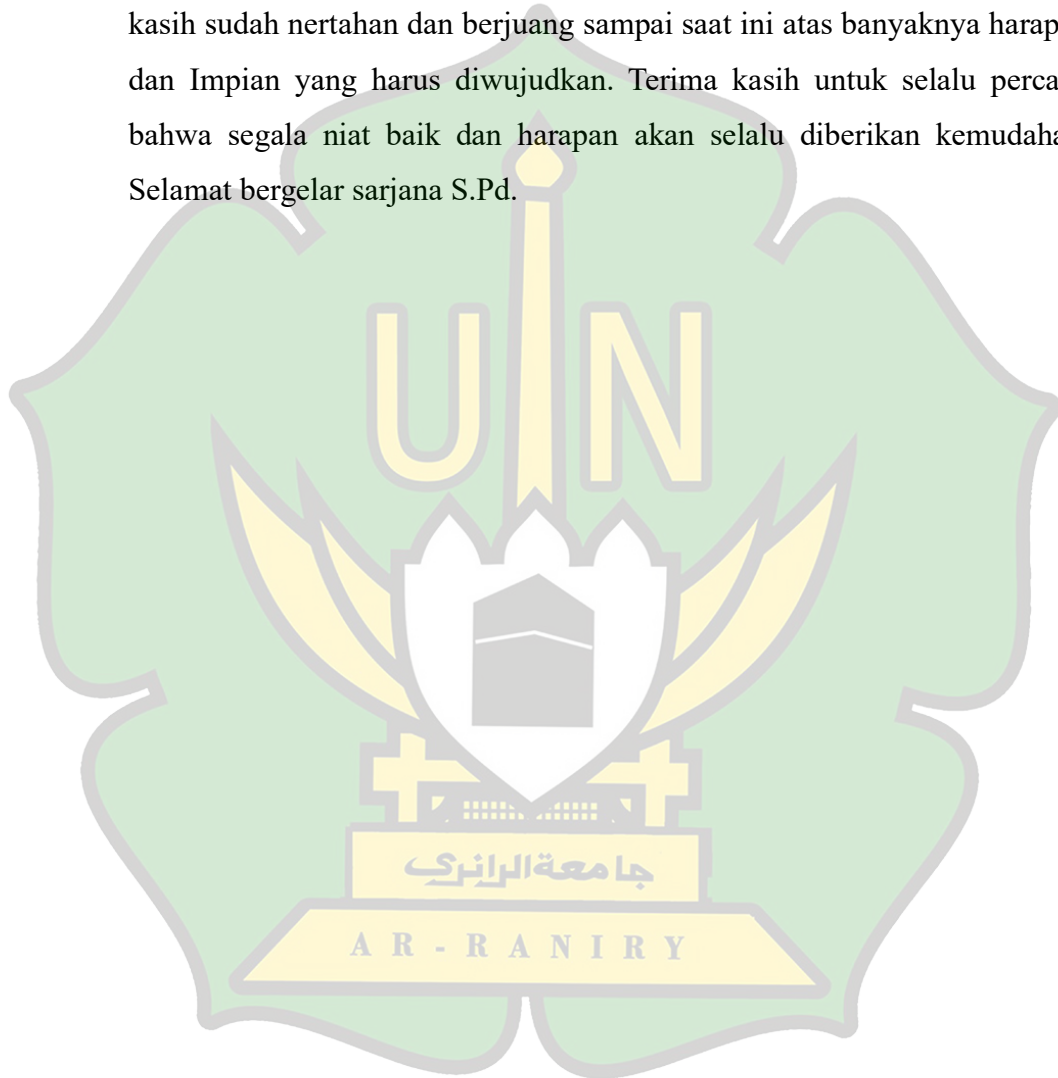 kasih sudah nertahan dan berjuang sampai saat ini atas banyaknya harap
dan Impian yang harus diwujudkan. Terima kasih untuk selalu perca
bahwa segala niat baik dan harapan akan selalu diberikan kemudaha
Selamat bergelar sarjana S.Pd.
UIN
جامعة الرانري
AR-RANIRY